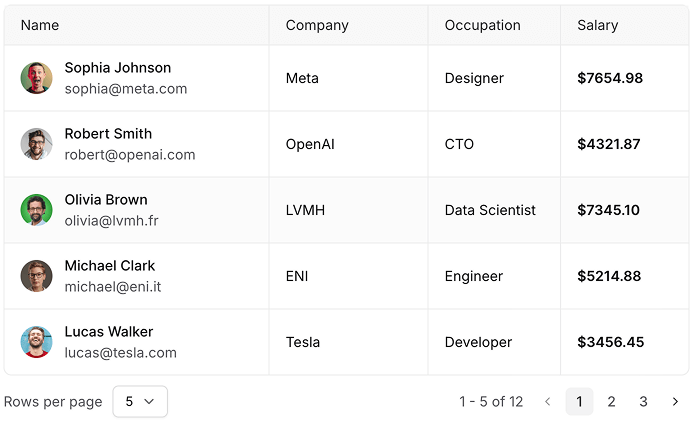 Name Company Occupation Salary
Sophia Johnson
sophia@meta.com
Meta Designer $7654.98
Robert Smith
robert@openai.com
OpenAI CTO $4321.87
Olivia Brown
olivia@lvmh.fr
LVMH Data Scientist $7345.10
Michael Clark
michael@eni.it
ENI Engineer $5214.88
Lucas Walker
lucas@tesla.com
Tesla Developer $3456.45
Rows per page 5 1 - 5 of 12 1 2 3